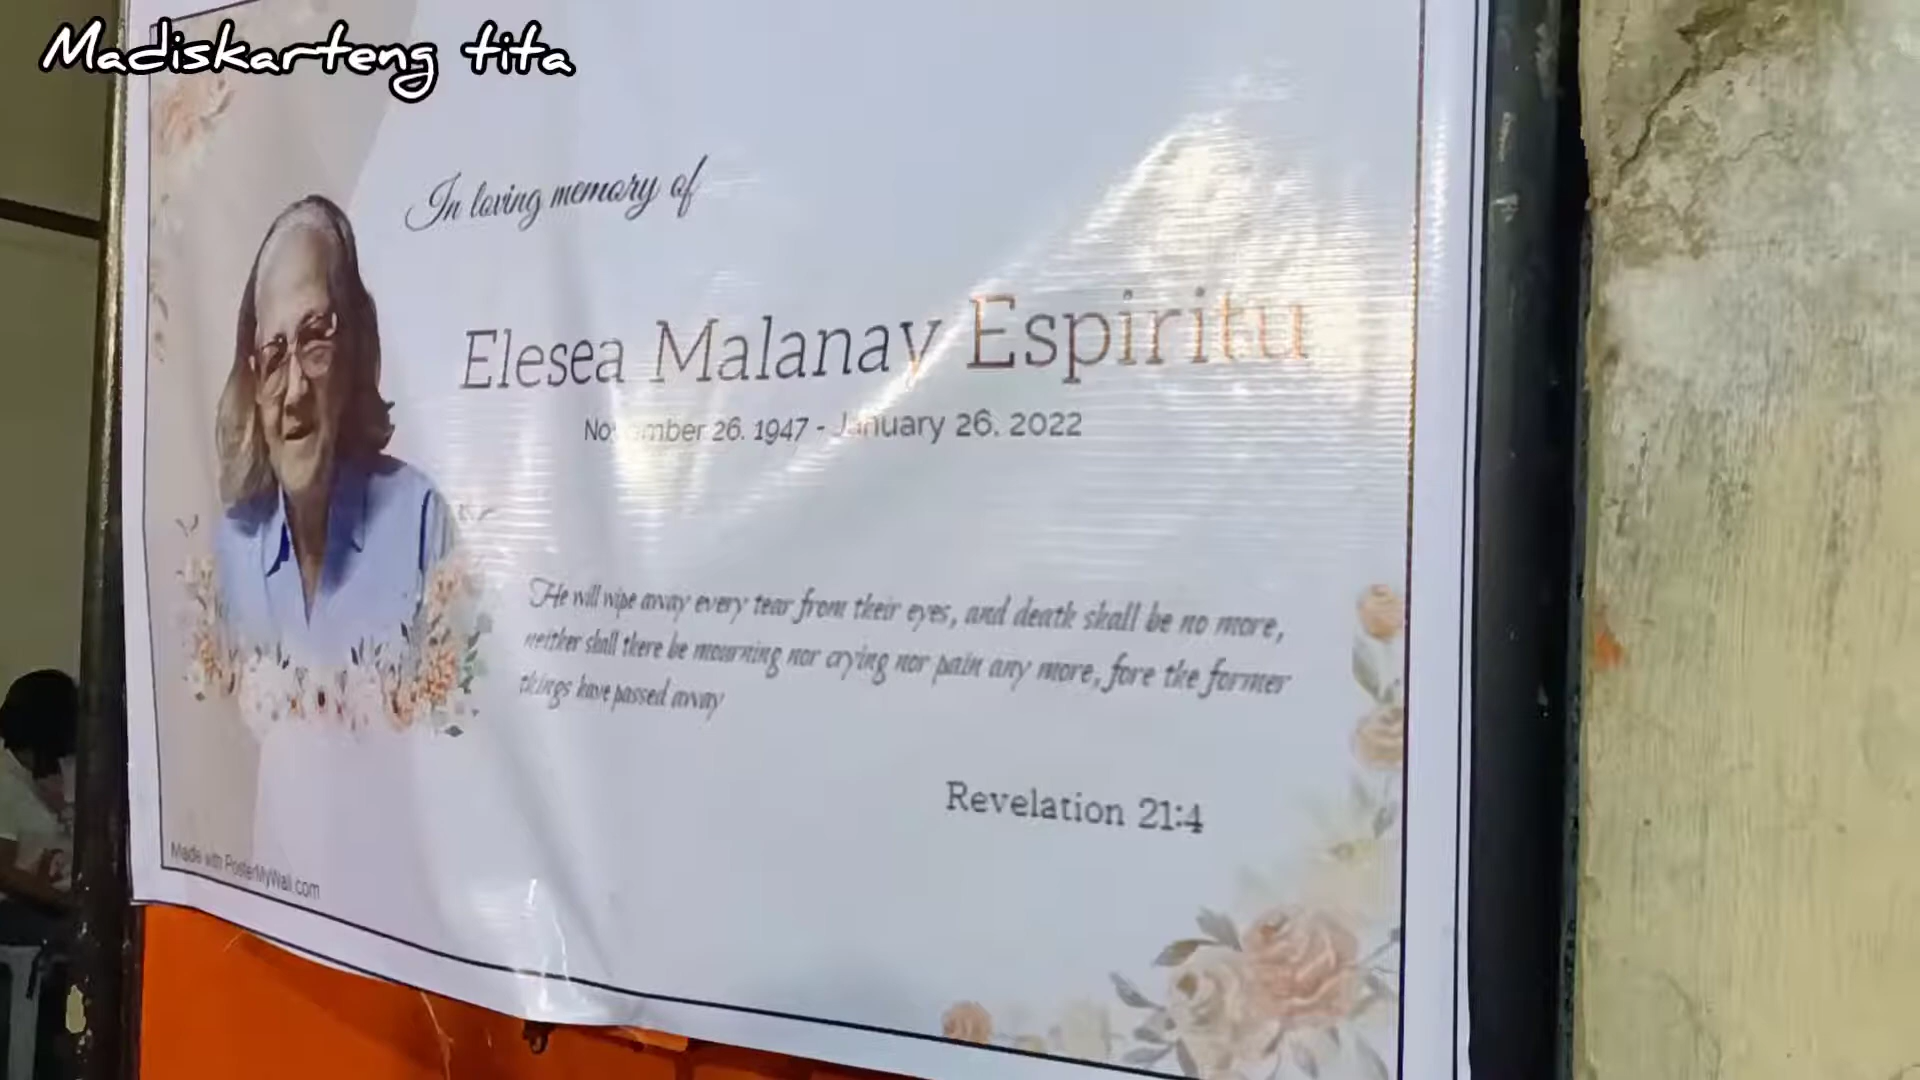 Madiskarteng tita
In loving memory of
Elesea Malanay Espiritu
November 26. 1947 - January 26. 2022
He will wipe away every tear from their eyes, and death shall be no more,
neither shall there be mourning nor crying nor pain any more, fore the former
things have passed away
Revelation 21:4
Made with PosterMyWall.com